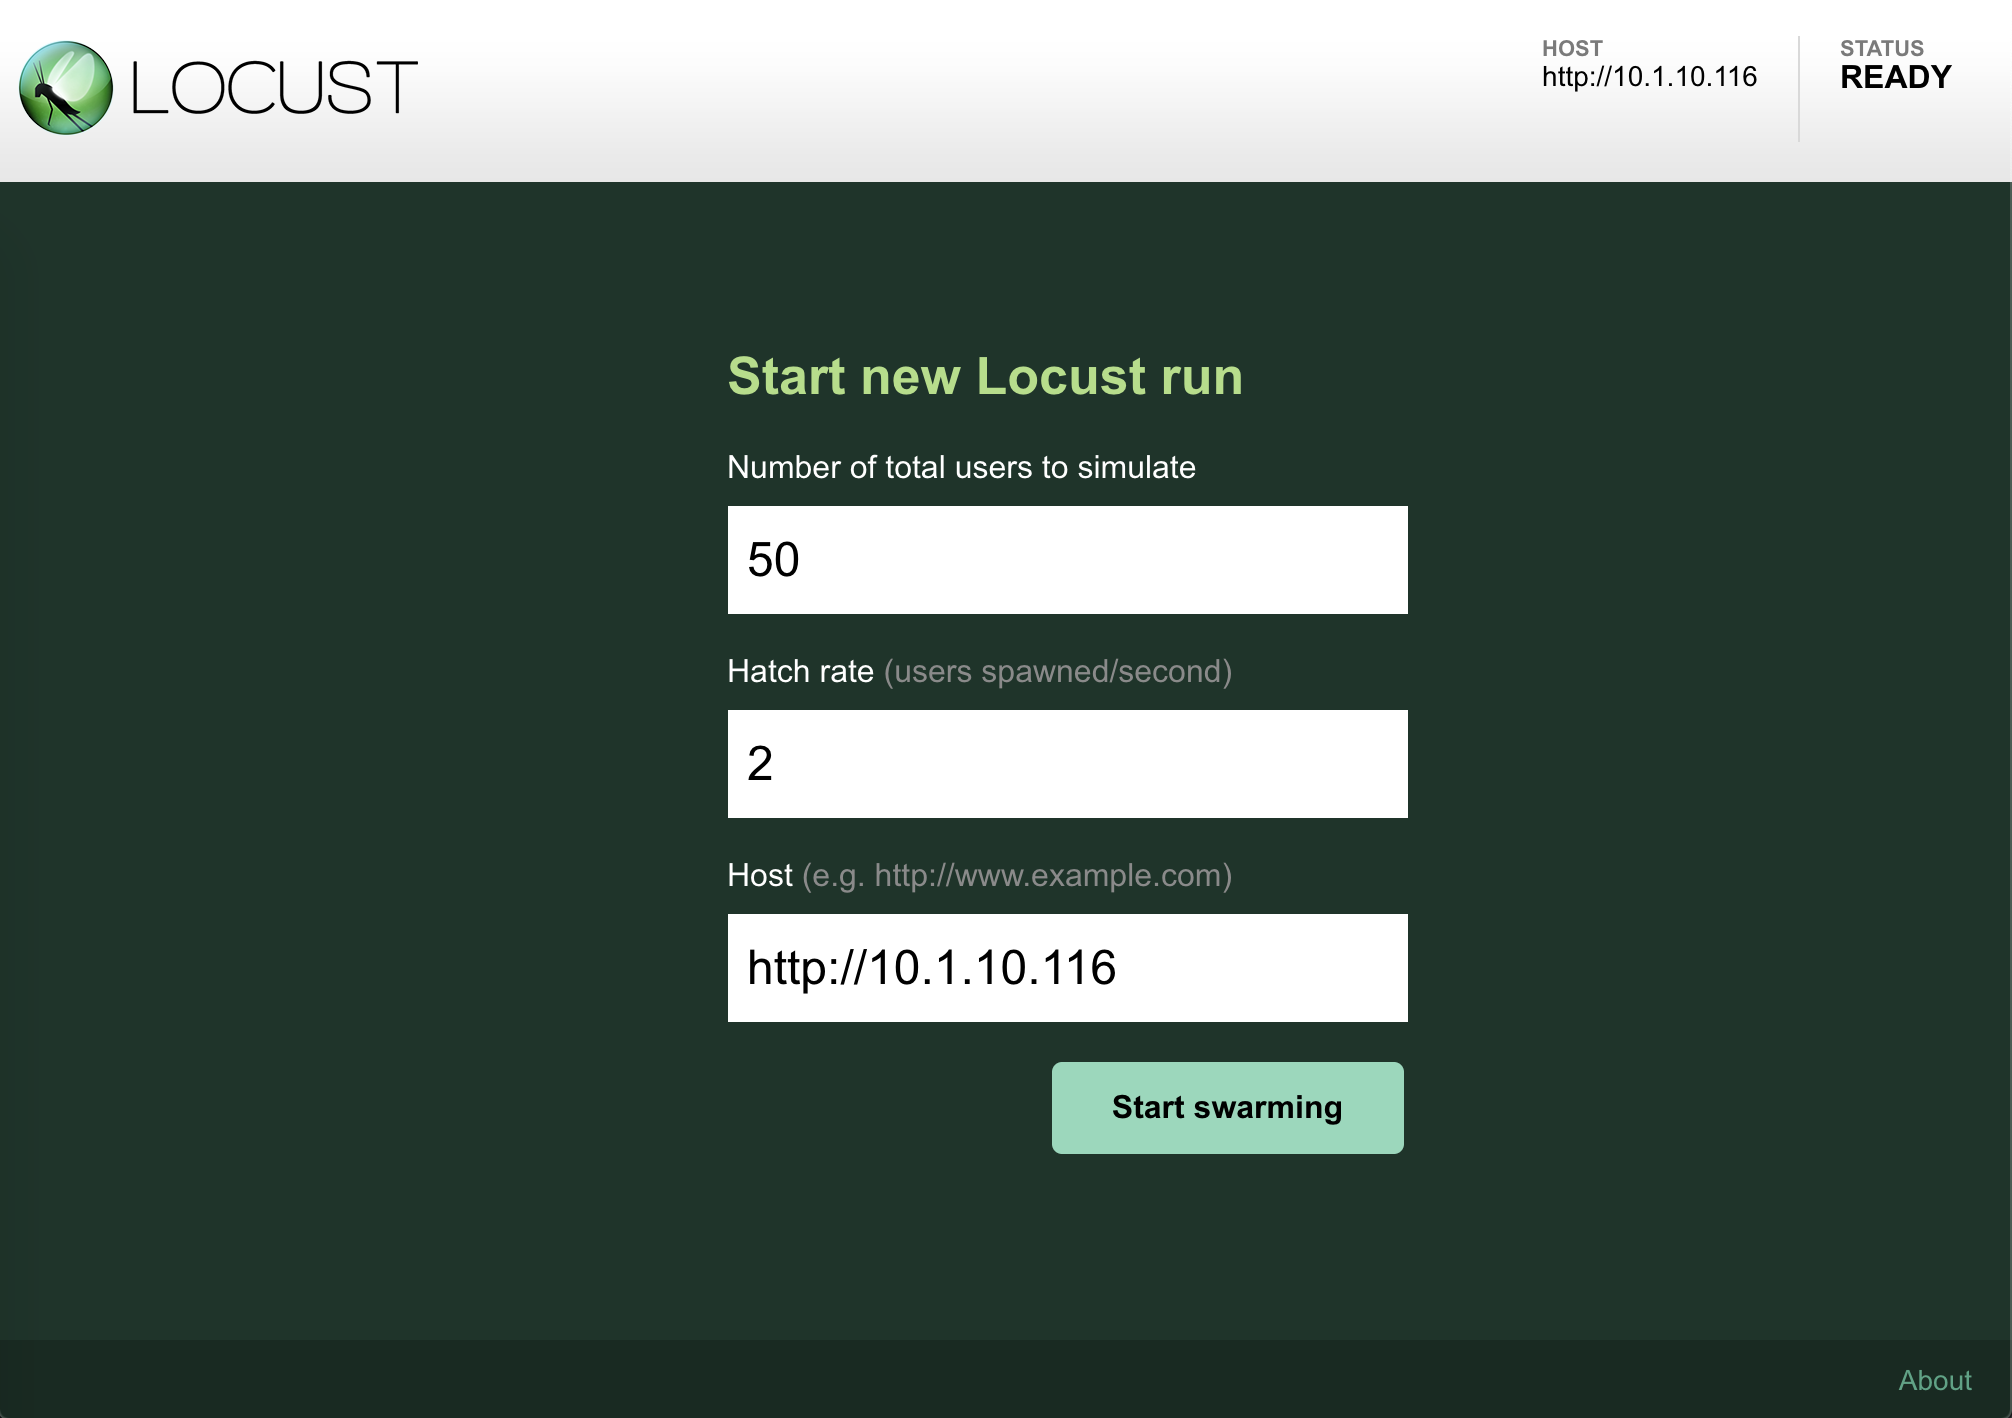 LOCUST
HOST
http://10.1.10.116
STATUS
READY
Start new Locust run
Number of total users to simulate
50
Hatch rate (users spawned/second)
2
Host (e.g. http://www.example.com)
http://10.1.10.116
Start swarming
About